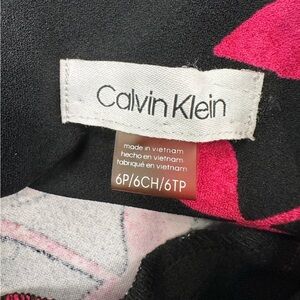 Calvin Klein
made in vietnam
hecho en vietnam
fabriqué en vietnam
6P/6CH/6TP